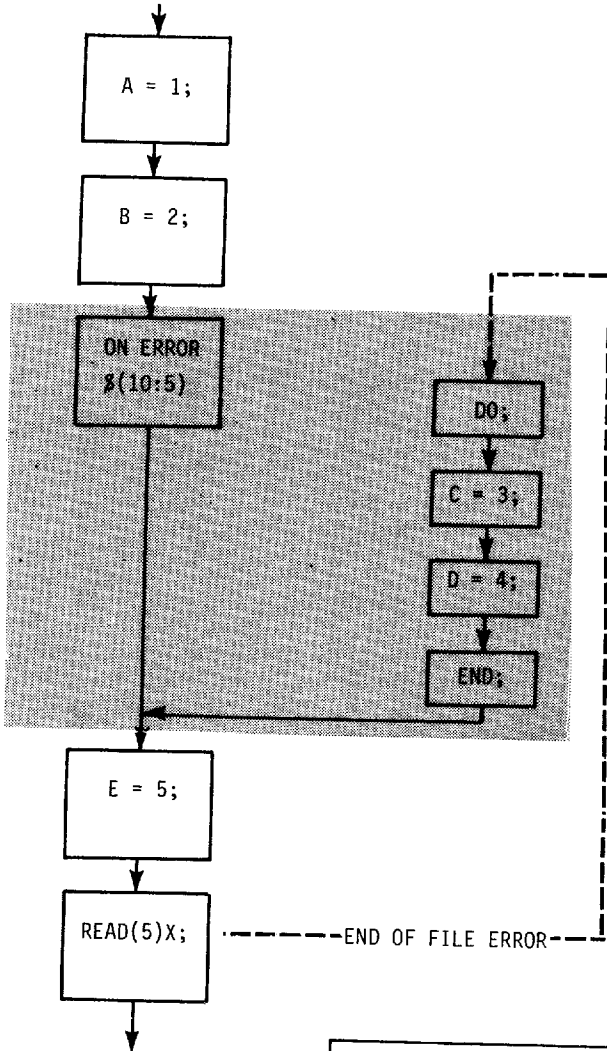 A = 1;
B = 2;
ON ERROR
$(10:5)
DO;
C = 3;
D = 4;
END;
E = 5;
READ(5)X;
END OF FILE ERROR